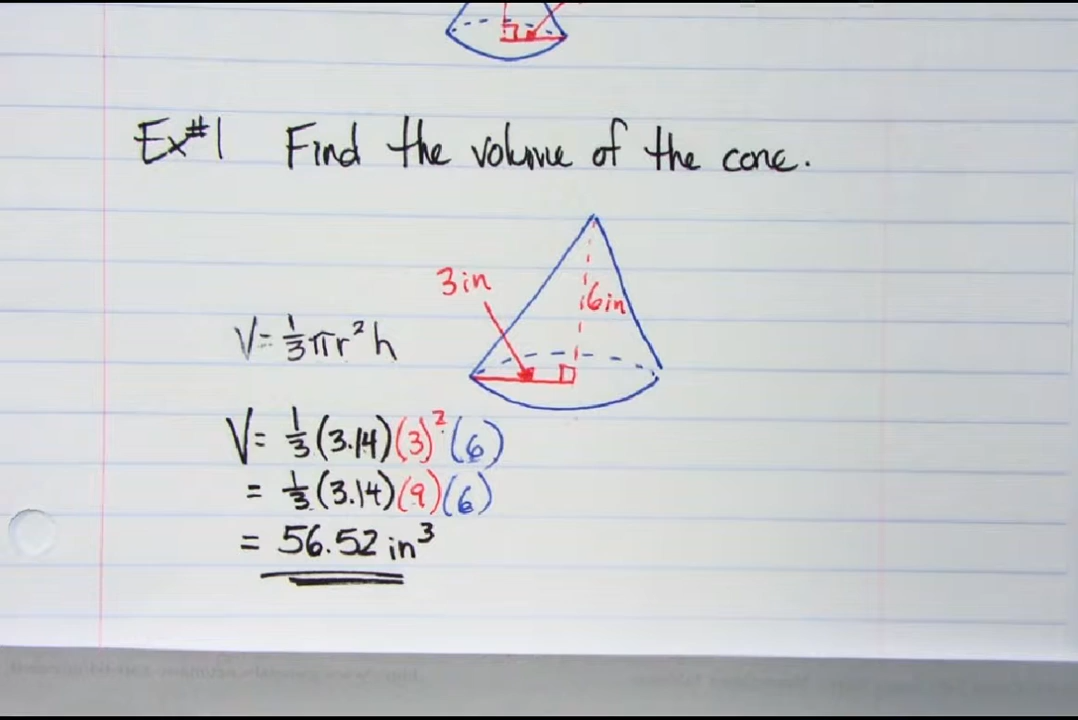 Ex#1 Find the volume of the cone.
3in
6in
V=⅓πr²h
V= ⅓(3.14)(3)²(6)
= ⅓(3.14)(9)(6)
= 56.52 in³